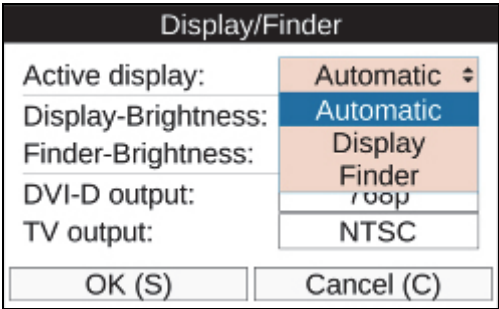 Display/Finder
Active display: Automatic
Display-Brightness: Automatic
Display
Finder-Brightness: Finder
DVI-D output: 768p
TV output: NTSC
OK (S) Cancel (C)